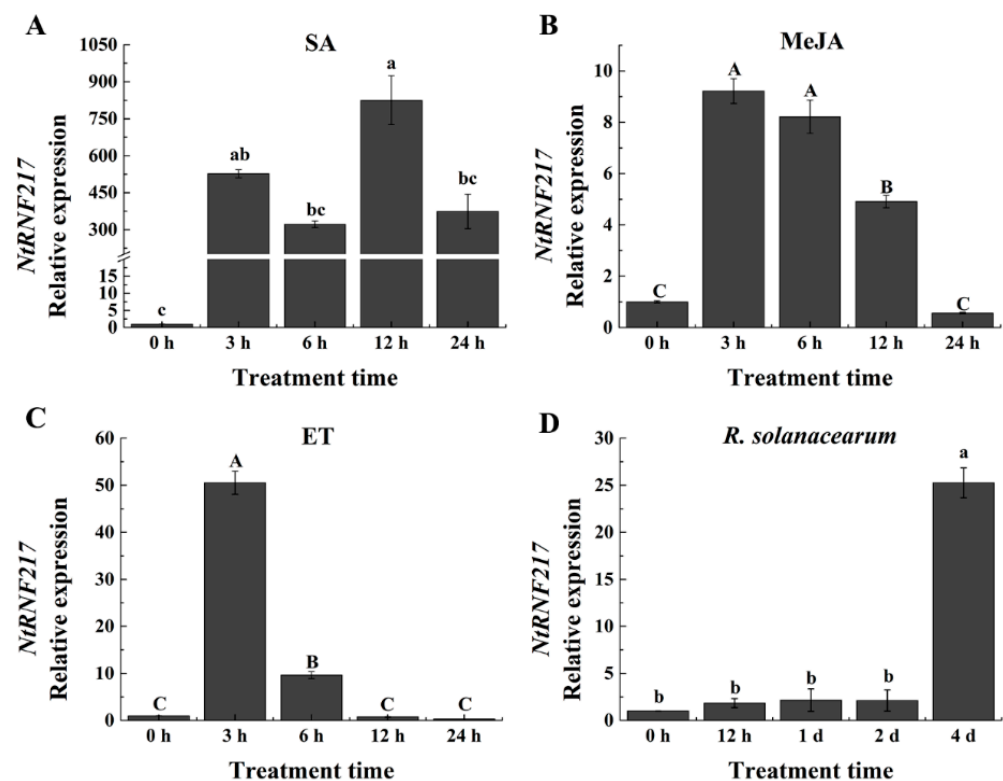 A
SA
NtRNF217
Relative expression
1050
900
750
600
450
300
15
10
5
0
c
ab
bc
a
bc
0 h
3 h
6 h
12 h
24 h
Treatment time
B
MeJA
NtRNF217
Relative expression
10
8
6
4
2
0
C
A
A
B
C
0 h
3 h
6 h
12 h
24 h
Treatment time
C
ET
NtRNF217
Relative expression
60
50
40
30
20
10
0
C
A
B
C
C
0 h
3 h
6 h
12 h
24 h
Treatment time
D
R. solanacearum
NtRNF217
Relative expression
30
25
20
15
10
5
0
b
b
b
b
a
0 h
12 h
1 d
2 d
4 d
Treatment time